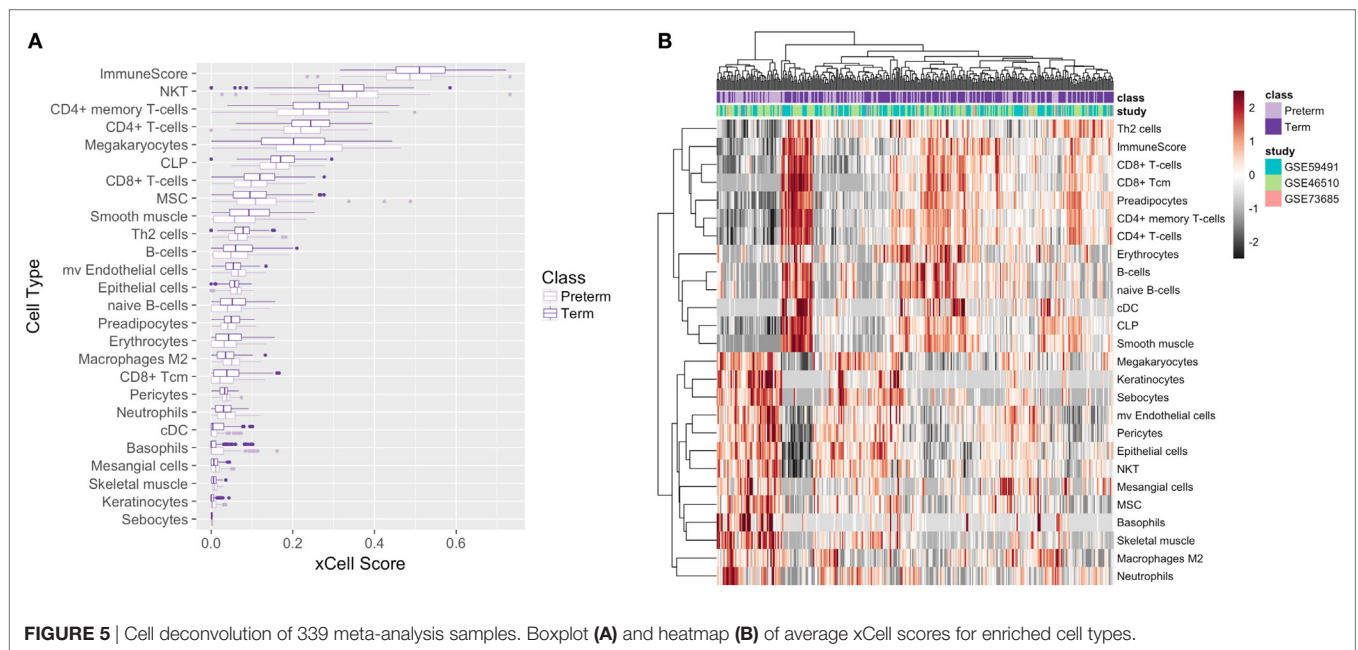 A
ImmuneScore
NKT
CD4+ memory T-cells
CD4+ T-cells
Megakaryocytes
CLP
CD8+ T-cells
MSC
Smooth muscle
Th2 cells
B-cells
mv Endothelial cells
Epithelial cells
naive B-cells
Preadipocytes
Erythrocytes
Macrophages M2
CD8+ Tcm
Pericytes
Neutrophils
cDC
Basophils
Mesangial cells
Skeletal muscle
Keratinocytes
Sebocytes
Cell Type
0.0 0.2 0.4 0.6
xCell Score
Class
Preterm
Term
B
class
study
Th2 cells
ImmuneScore
CD8+ T-cells
CD8+ Tcm
Preadipocytes
CD4+ memory T-cells
CD4+ T-cells
Erythrocytes
B-cells
naive B-cells
cDC
CLP
Smooth muscle
Megakaryocytes
Keratinocytes
Sebocytes
mv Endothelial cells
Pericytes
Epithelial cells
NKT
Mesangial cells
MSC
Basophils
Skeletal muscle
Macrophages M2
Neutrophils
2
1
0
-1
-2
class
Preterm
Term
study
GSE59491
GSE46510
GSE73685
FIGURE 5 | Cell deconvolution of 339 meta-analysis samples. Boxplot (A) and heatmap (B) of average xCell scores for enriched cell types.